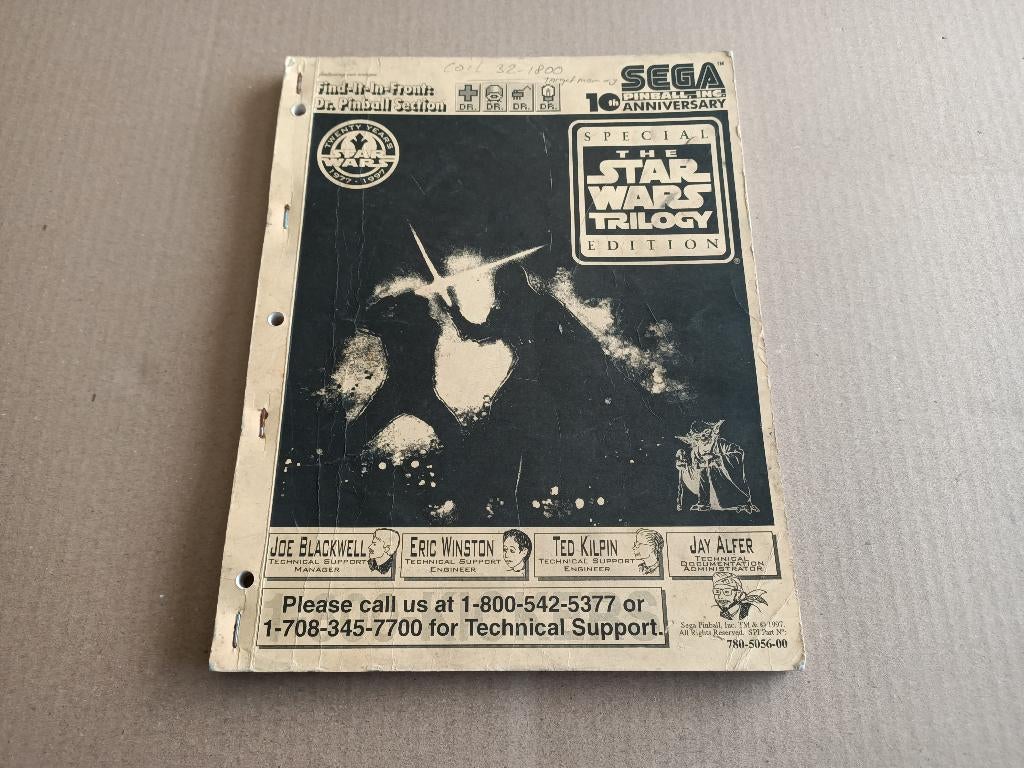 COIL 32-1800
Find-It-In-Front:
Dr. Pinball Section
DR. DR. DR. DR.
SEGA™
PINBALL, INC.
10th ANNIVERSARY
TWENTY YEARS
STAR WARS
1977 - 1997
SPECIAL
THE
STAR
WARS
TRILOGY
EDITION
®
JOE BLACKWELL
TECHNICAL SUPPORT
MANAGER
ERIC WINSTON
TECHNICAL SUPPORT
ENGINEER
TED KILPIN
TECHNICAL SUPPORT
ENGINEER
JAY ALFER
TECHNICAL
DOCUMENTATION
ADMINISTRATOR
Please call us at 1-800-542-5377 or
1-708-345-7700 for Technical Support.
Sega Pinball, Inc. TM & © 1997.
All Rights Reserved. SPI Part Nº:
780-5056-00